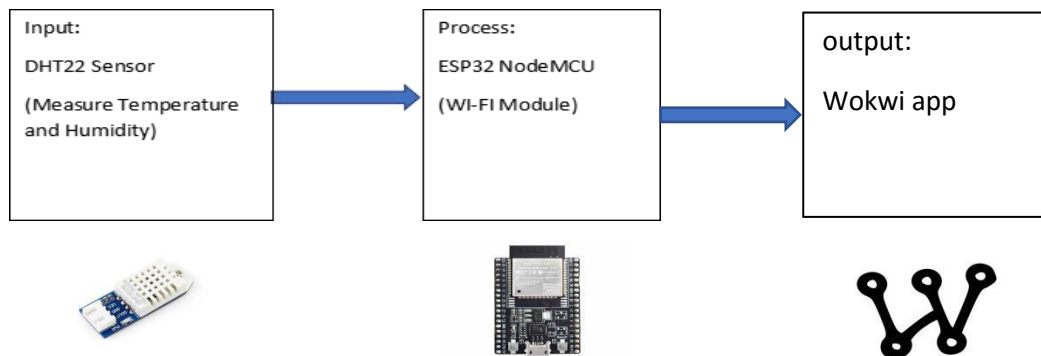 Input:
DHT22 Sensor
(Measure Temperature
and Humidity)
Process:
ESP32 NodeMCU
(WI-FI Module)
output:
Wokwi app